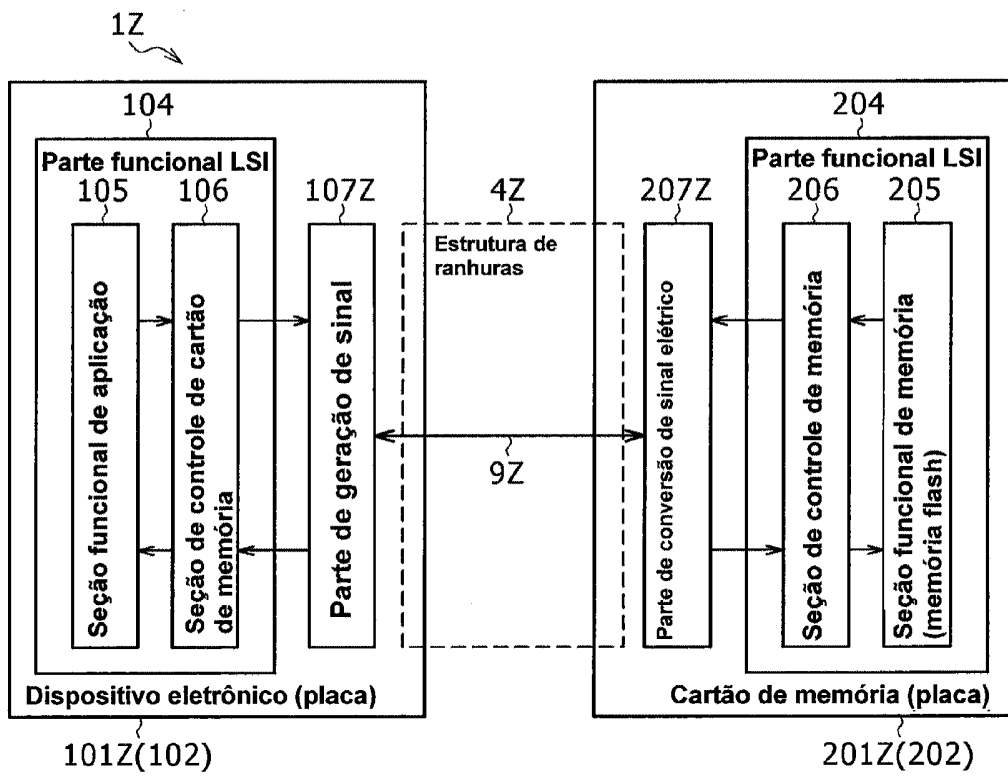 1Z
104
204
Parte funcional LSI
Parte funcional LSI
105
106
107Z
4Z
207Z
206
205
Estrutura de
ranhuras
Seção funcional de aplicação
Seção de controle de cartão
de memória
Parte de geração de sinal
Parte de conversão de sinal elétrico
Seção de controle de memória
Seção funcional de memória
(memória flash)
9Z
Dispositivo eletrônico (placa)
Cartão de memória (placa)
101Z(102)
201Z(202)